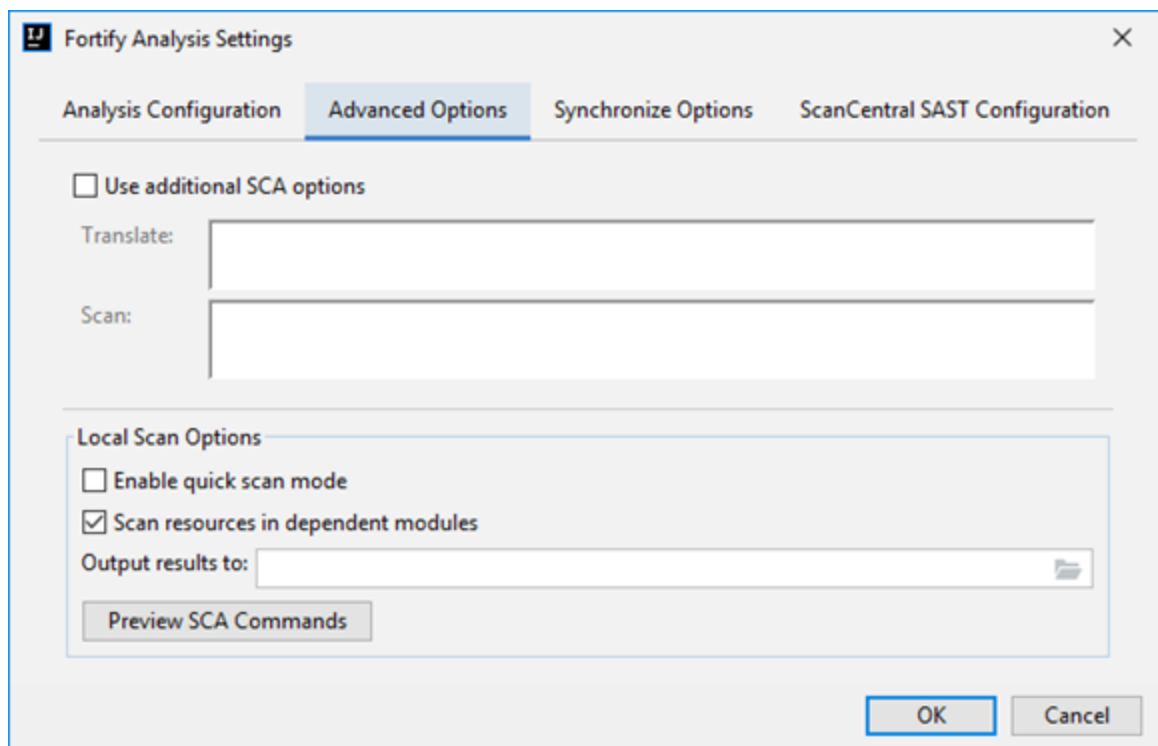 IJ Fortify Analysis Settings
Analysis Configuration Advanced Options Synchronize Options ScanCentral SAST Configuration
Use additional SCA options
Translate:
Scan:
Local Scan Options
Enable quick scan mode
Scan resources in dependent modules
Output results to:
Preview SCA Commands
OK Cancel